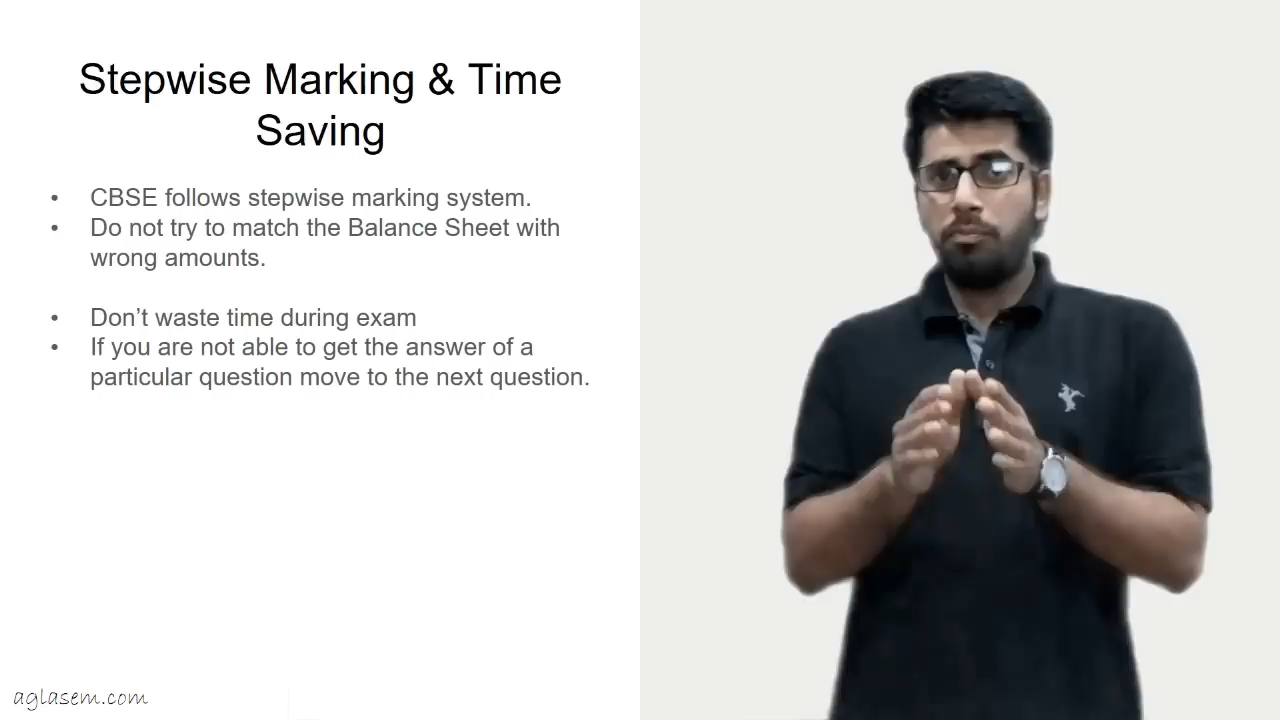 Stepwise Marking & Time
Saving
• CBSE follows stepwise marking system.
• Do not try to match the Balance Sheet with
wrong amounts.
• Don’t waste time during exam
• If you are not able to get the answer of a
particular question move to the next question.
aglasem.com